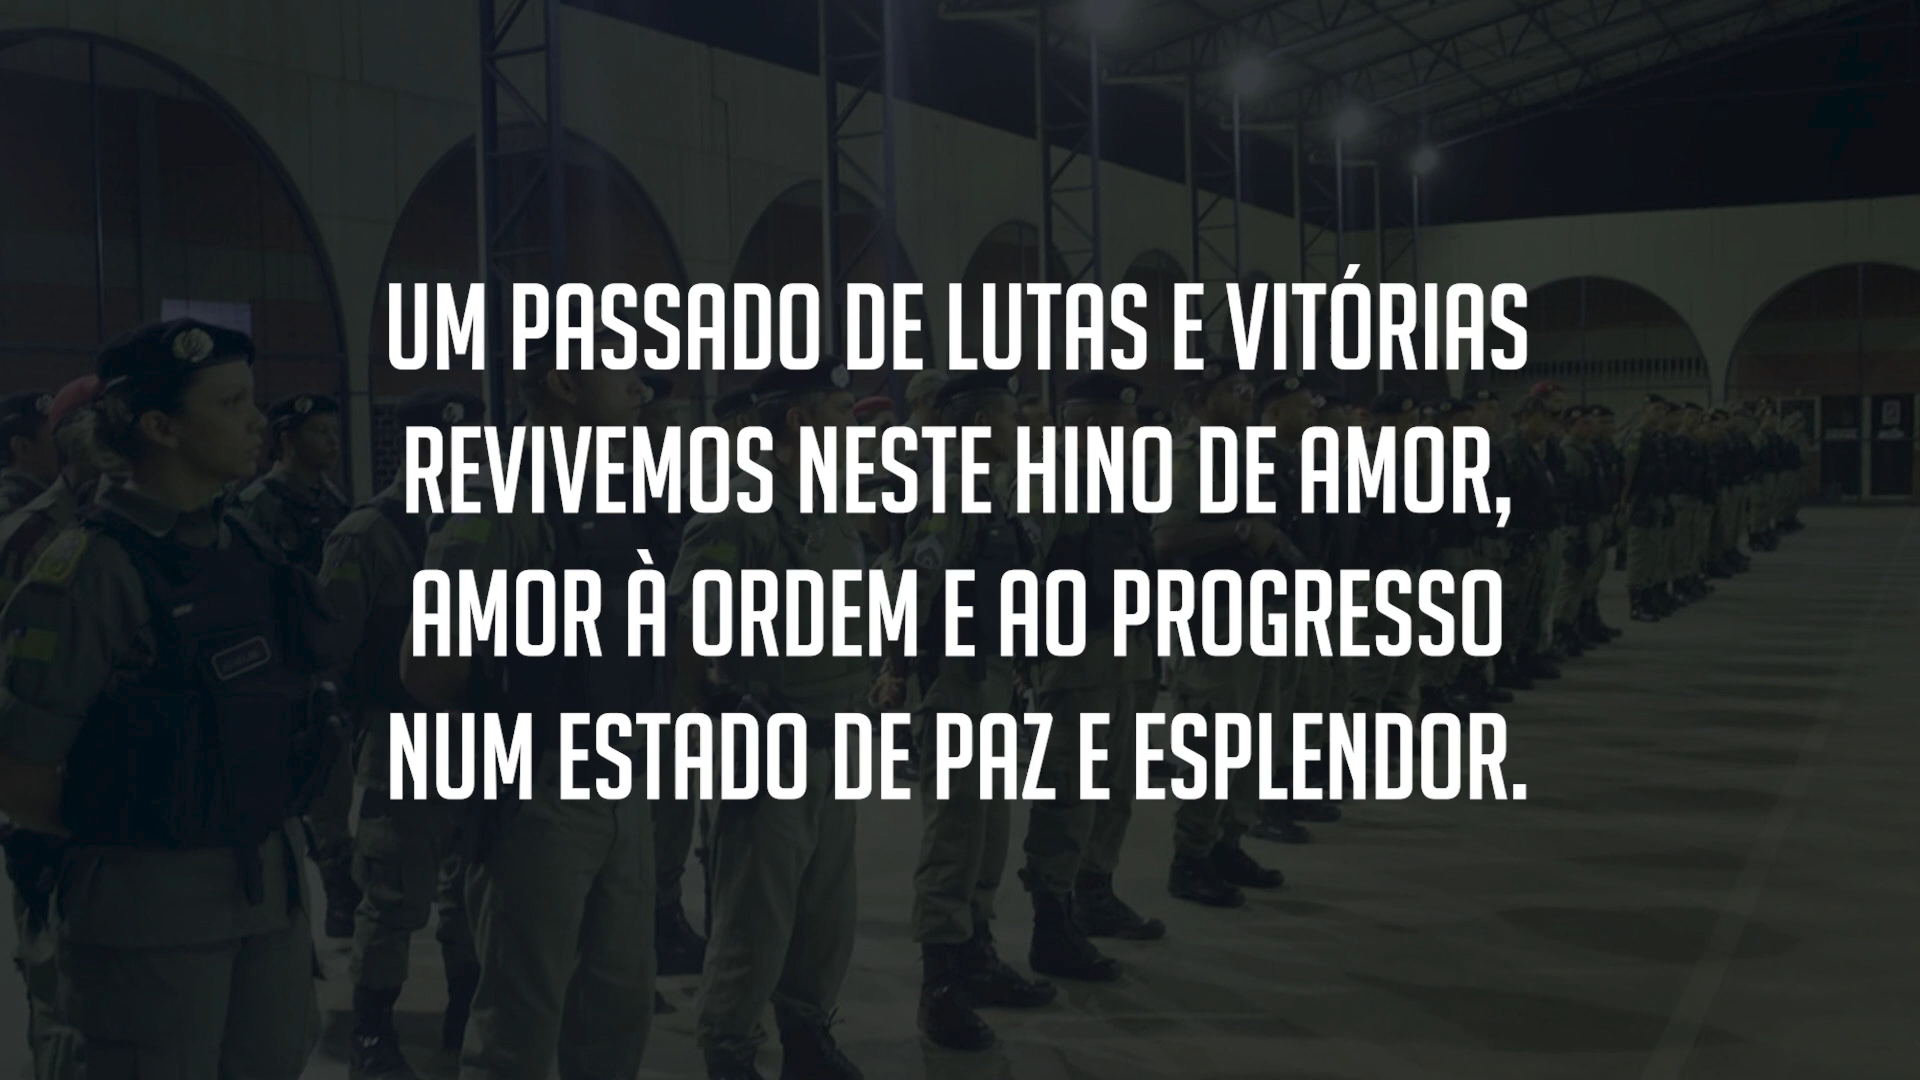 UM PASSADO DE LUTAS E VITÓRIAS
REVIVEMOS NESTE HINO DE AMOR,
AMOR À ORDEM E AO PROGRESSO
NUM ESTADO DE PAZ E ESPLENDOR.